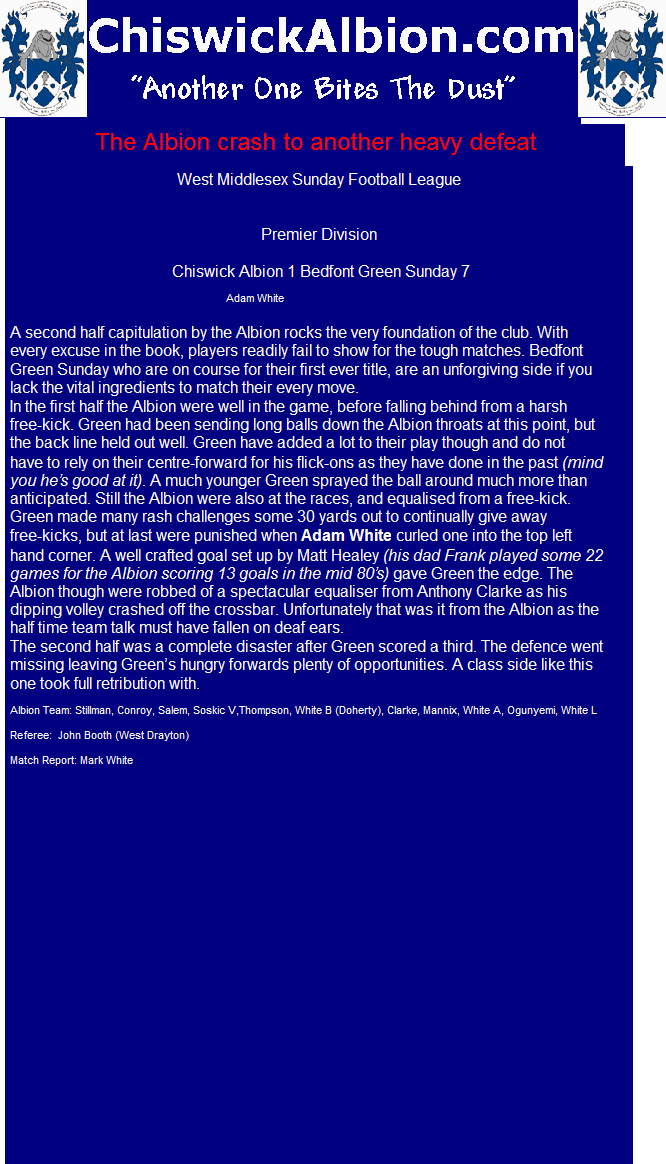 ChiswickAlbion.com
“Another One Bites The Dust”
The Albion crash to another heavy defeat
West Middlesex Sunday Football League
Premier Division
Chiswick Albion 1 Bedfont Green Sunday 7
Adam White
A second half capitulation by the Albion rocks the very foundation of the club. With
every excuse in the book, players readily fail to show for the tough matches. Bedfont
Green Sunday who are on course for their first ever title, are an unforgiving side if you
lack the vital ingredients to match their every move.
In the first half the Albion were well in the game, before falling behind from a harsh
free-kick. Green had been sending long balls down the Albion throats at this point, but
the back line held out well. Green have added a lot to their play though and do not
have to rely on their centre-forward for his flick-ons as they have done in the past (mind
you he’s good at it). A much younger Green sprayed the ball around much more than
anticipated. Still the Albion were also at the races, and equalised from a free-kick.
Green made many rash challenges some 30 yards out to continually give away
free-kicks, but at last were punished when Adam White curled one into the top left
hand corner. A well crafted goal set up by Matt Healey (his dad Frank played some 22
games for the Albion scoring 13 goals in the mid 80’s) gave Green the edge. The
Albion though were robbed of a spectacular equaliser from Anthony Clarke as his
dipping volley crashed off the crossbar. Unfortunately that was it from the Albion as the
half time team talk must have fallen on deaf ears.
The second half was a complete disaster after Green scored a third. The defence went
missing leaving Green’s hungry forwards plenty of opportunities. A class side like this
one took full retribution with.
Albion Team: Stillman, Conroy, Salem, Soskic V,Thompson, White B (Doherty), Clarke, Mannix, White A, Ogunyemi, White L
Referee:  John Booth (West Drayton)
Match Report: Mark White